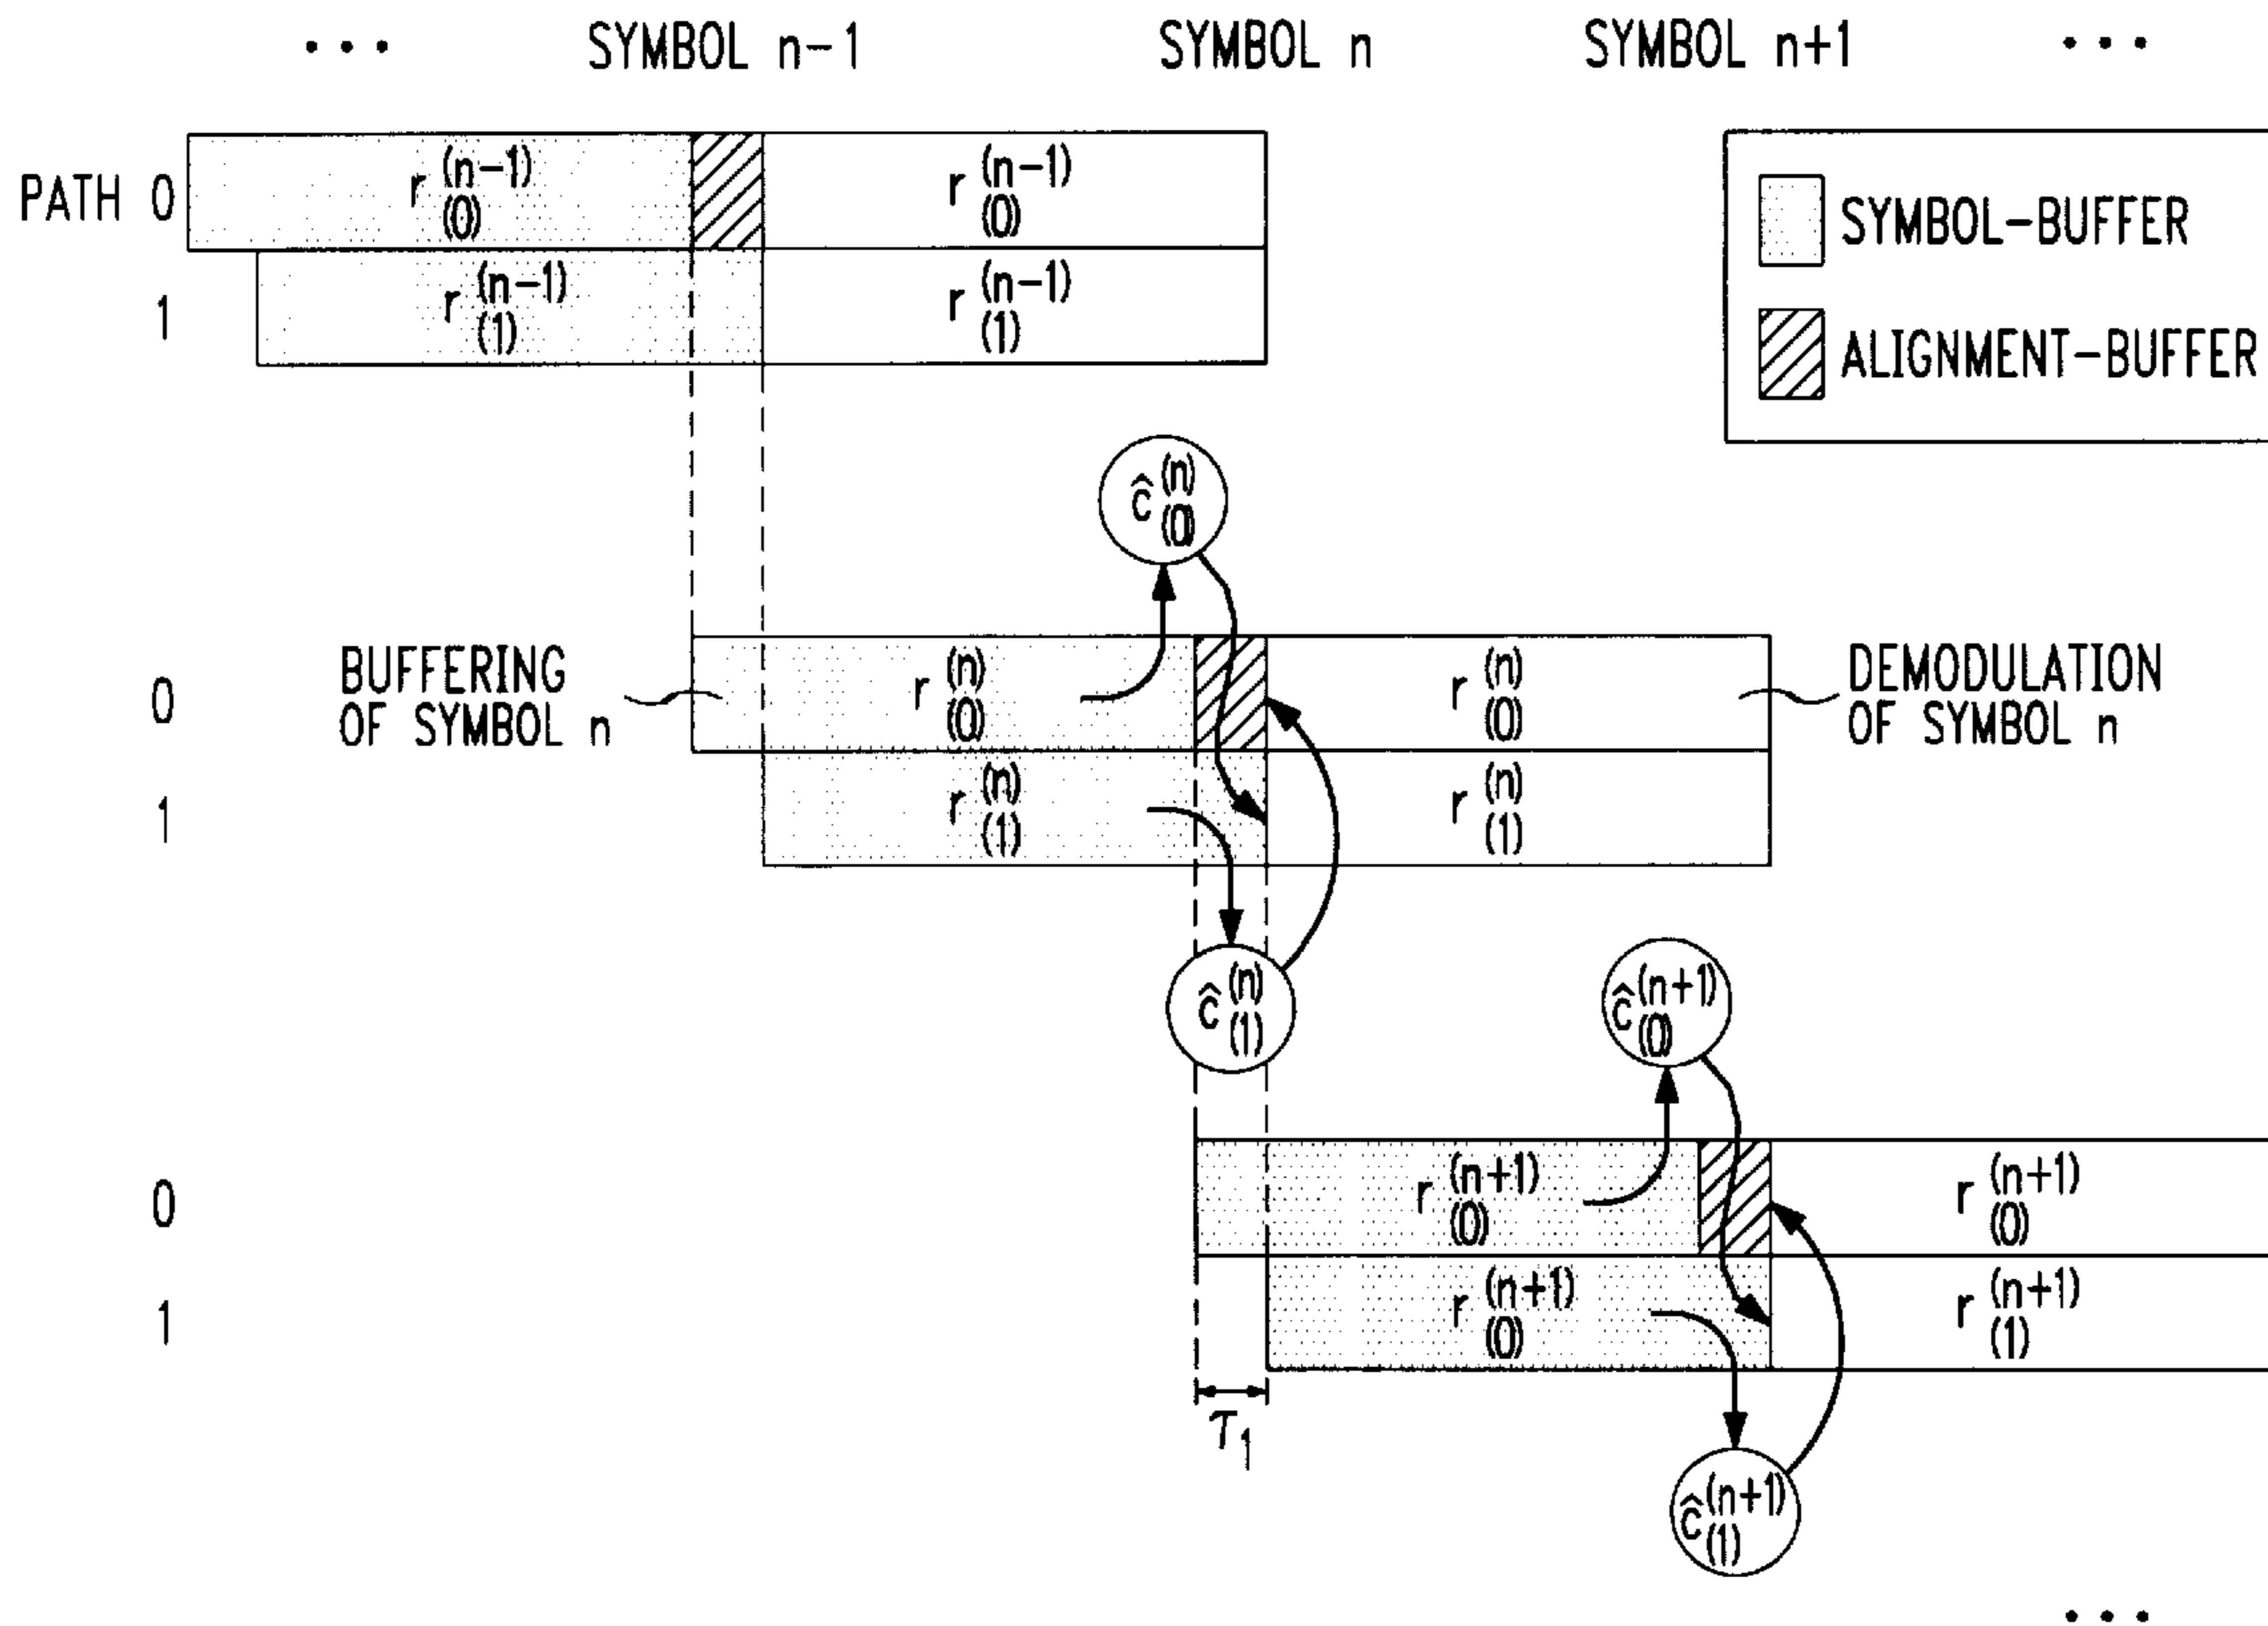 ... SYMBOL n-1 SYMBOL n SYMBOL n+1 ...
PATH 0 r (n-1) (0) r (n-1) (0)
1 r (n-1) (1) r (n-1) (1)
SYMBOL-BUFFER
ALIGNMENT-BUFFER
ĉ (n) (0)
BUFFERING
OF SYMBOL n
0 r (n) (0) r (n) (0)
DEMODULATION
OF SYMBOL n
1 r (n) (1) r (n) (1)
ĉ (n) (1)
ĉ (n+1) (0)
0 r (n+1) (0) r (n+1) (0)
1 r (n+1) (0) r (n+1) (1)
τ1
ĉ (n+1) (1)
...